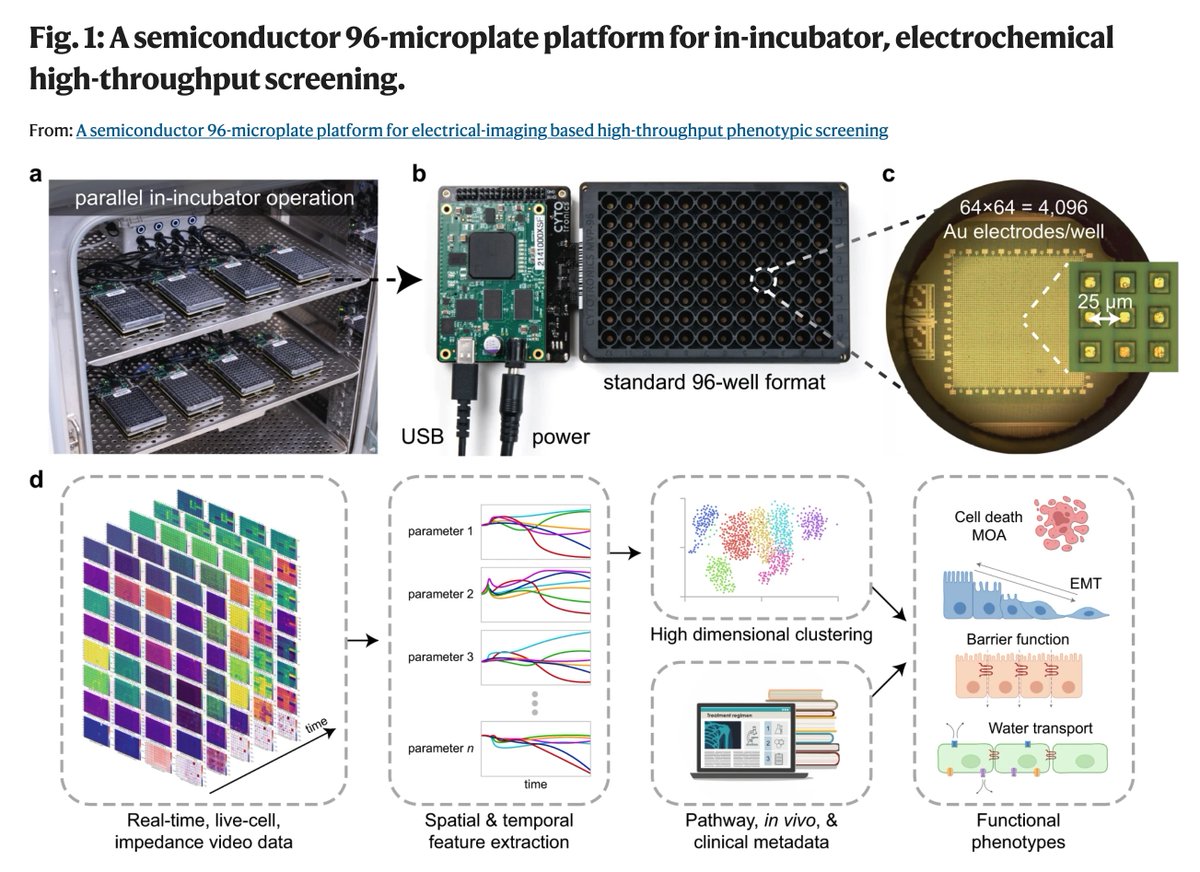 Fig. 1: A semiconductor 96-microplate platform for in-incubator, electrochemical
high-throughput screening.
From: A semiconductor 96-microplate platform for electrical-imaging based high-throughput phenotypic screening
a
parallel in-incubator operation
b
CYTO
tronics
2141000XSF
USB
power
standard 96-well format
c
64×64 = 4,096
Au electrodes/well
25 µm
d
time
Real-time, live-cell,
impedance video data
parameter 1
parameter 2
parameter 3
parameter n
time
Spatial & temporal
feature extraction
High dimensional clustering
Treatment regimen
1
2
3
Pathway, in vivo, &
clinical metadata
Cell death
MOA
EMT
Barrier function
Water transport
Functional
phenotypes